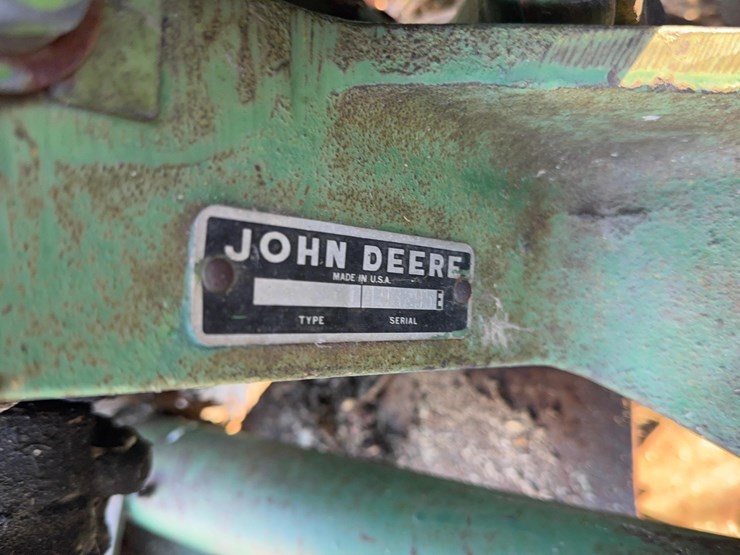 JOHN DEERE
MADE IN U.S.A.
E
TYPE SERIAL